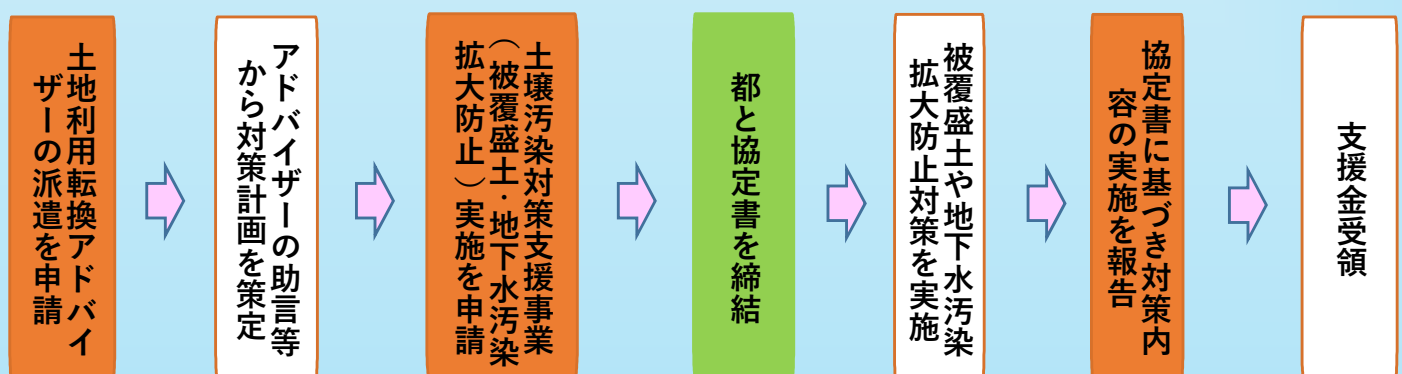 土地利用転換アドバイ
ザーの派遣を申請
アドバイザーの助言等
から対策計画を策定
土壌汚染対策支援事業
（被覆盛土・地下水汚染
拡大防止）実施を申請
都と協定書を締結
被覆盛土や地下水汚染
拡大防止対策を実施
協定書に基づき対策内
容の実施を報告
支援金受領